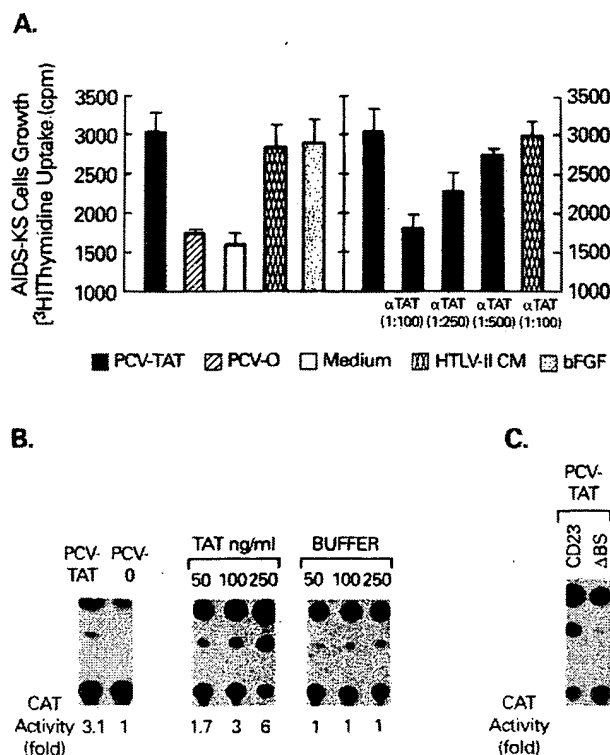 A.
AIDS-KS Cells Growth
[³H]Thymidine Uptake (cpm)
3500 3500
3000 3000
2500 2500
2000 2000
1500 1500
1000 1000
αTAT αTAT αTAT αTAT
(1:100) (1:250) (1:500) (1:100)
PCV-TAT PCV-O Medium HTLV-II CM bFGF
B.
PCV-TAT PCV-0
TAT ng/ml
50 100 250
BUFFER
50 100 250
CAT Activity (fold) 3.1 1 1.7 3 6 1 1 1
C.
PCV-
TAT
CD23
ΔBS
CAT
Activity
(fold)